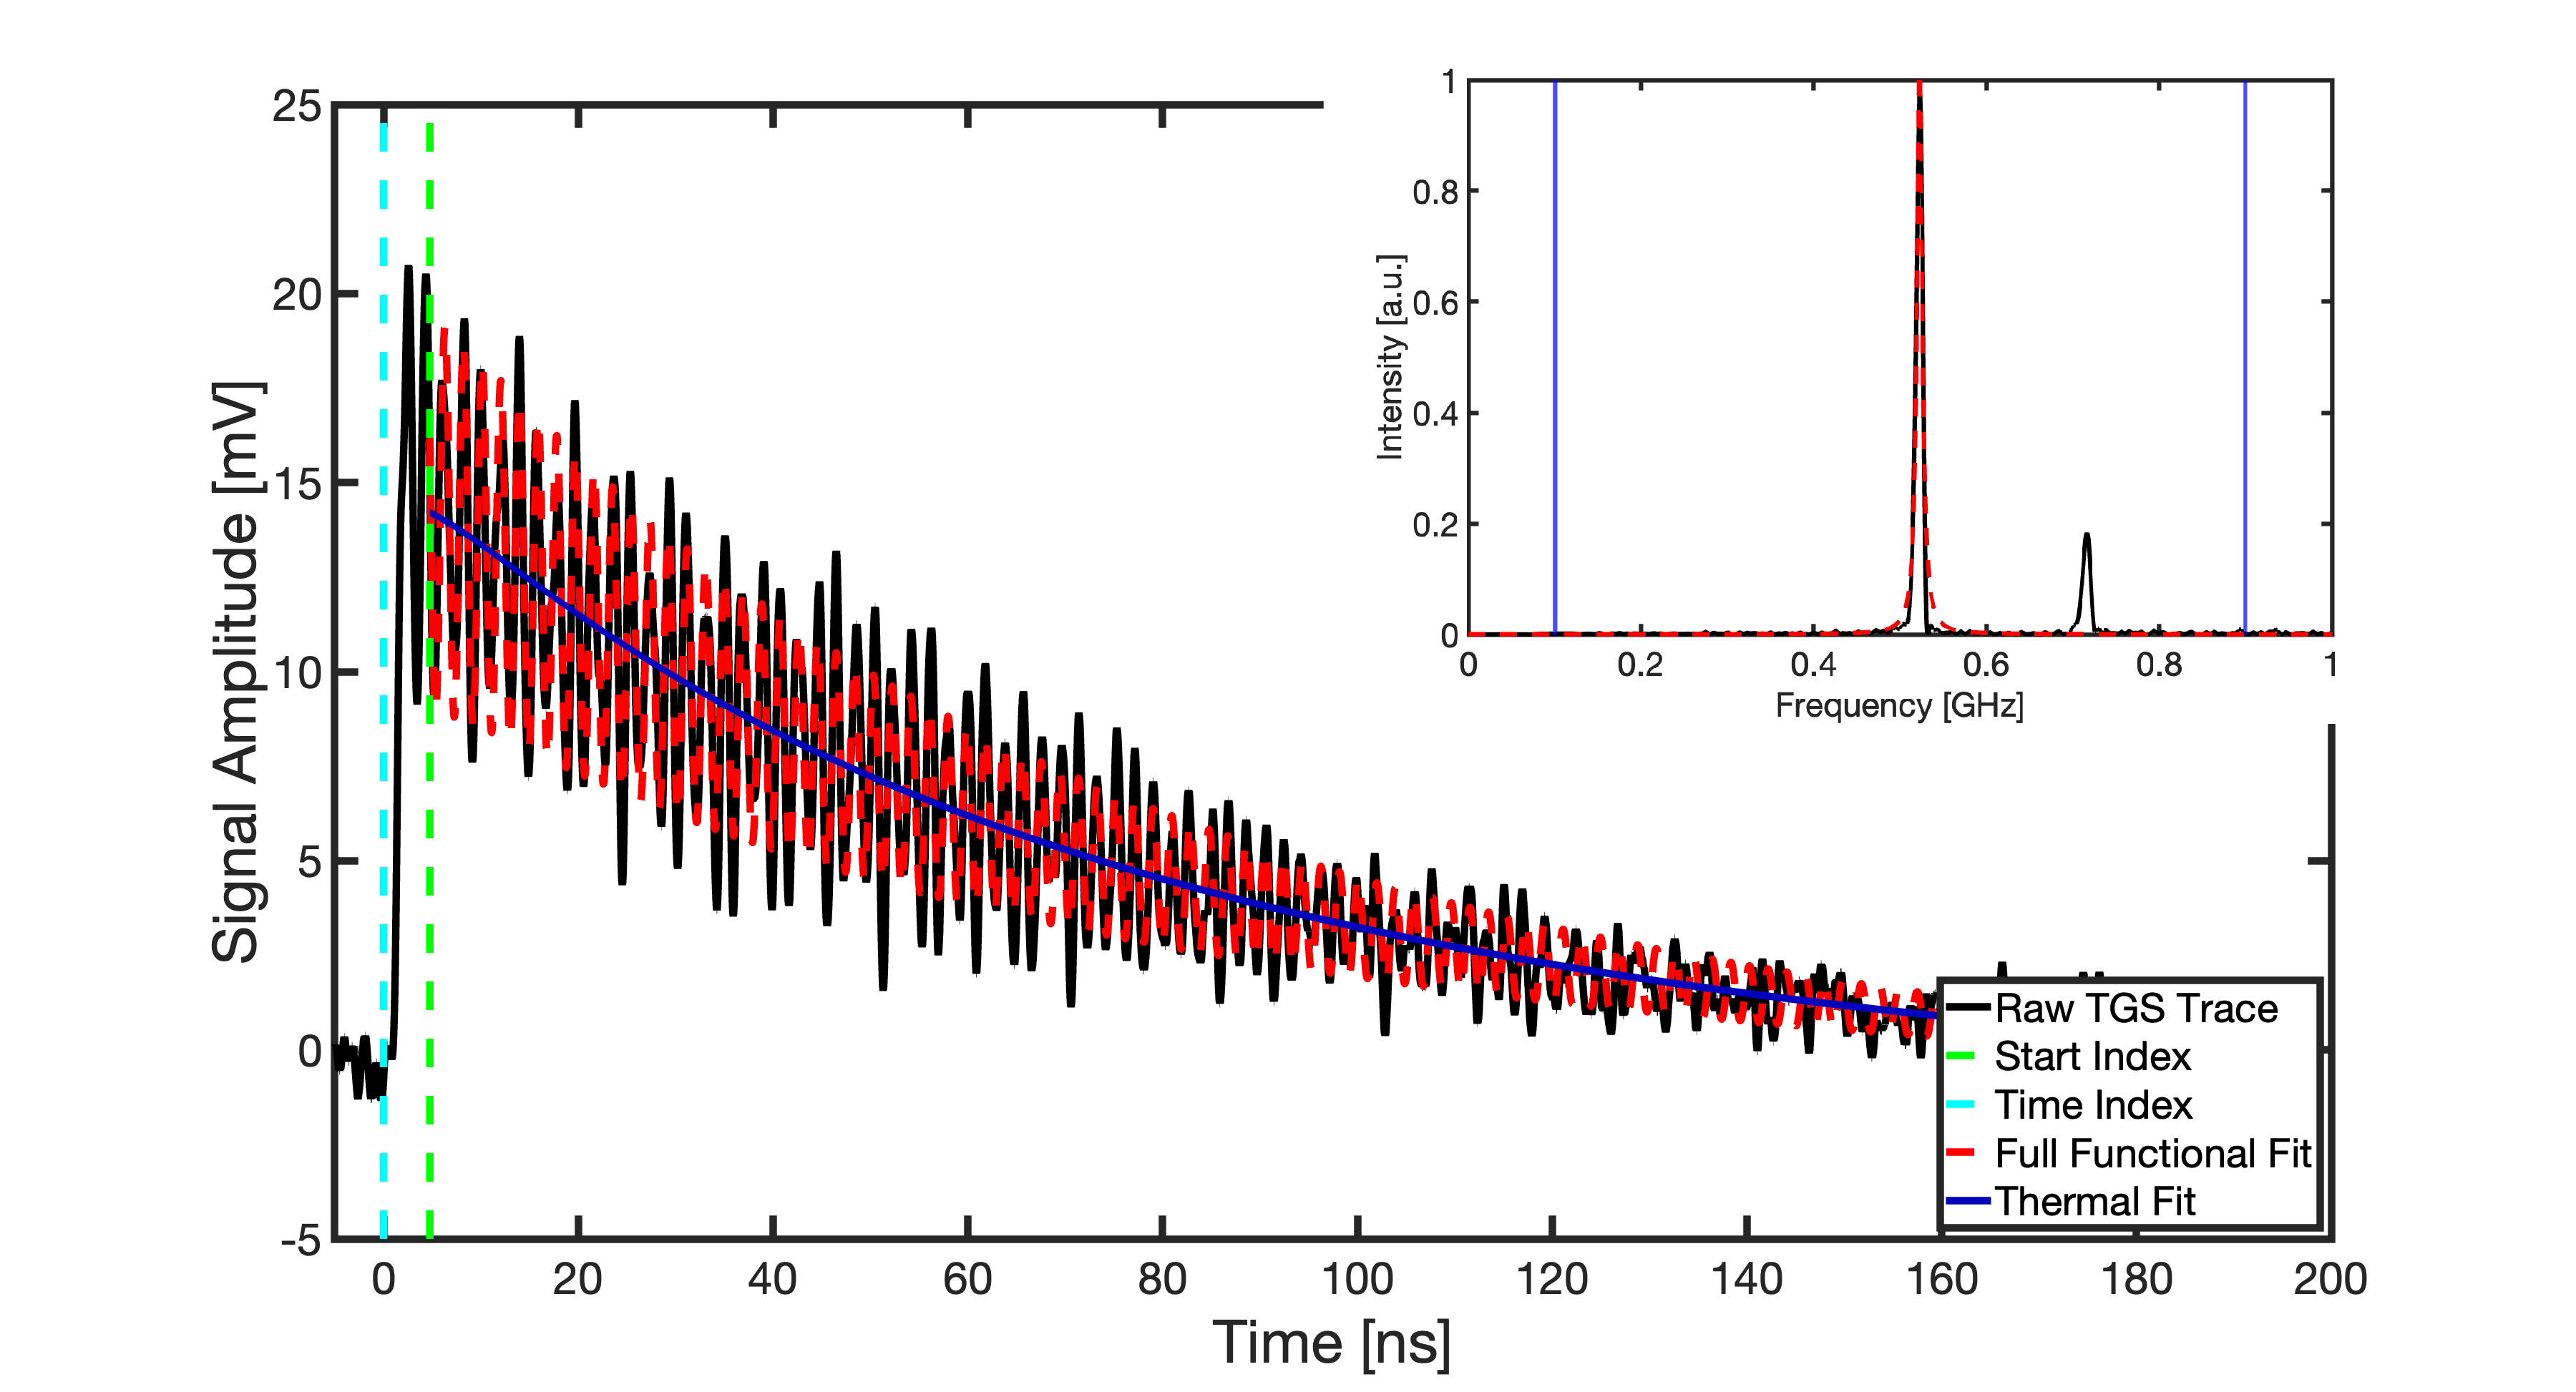 25
20
15
10
5
0
-5
Signal Amplitude [mV]
0 20 40 60 80 100 120 140 160 180 200
Time [ns]
1
0.8
0.6
0.4
0.2
0
Intensity [a.u.]
0 0.2 0.4 0.6 0.8 1
Frequency [GHz]
Raw TGS Trace
Start Index
Time Index
Full Functional Fit
Thermal Fit